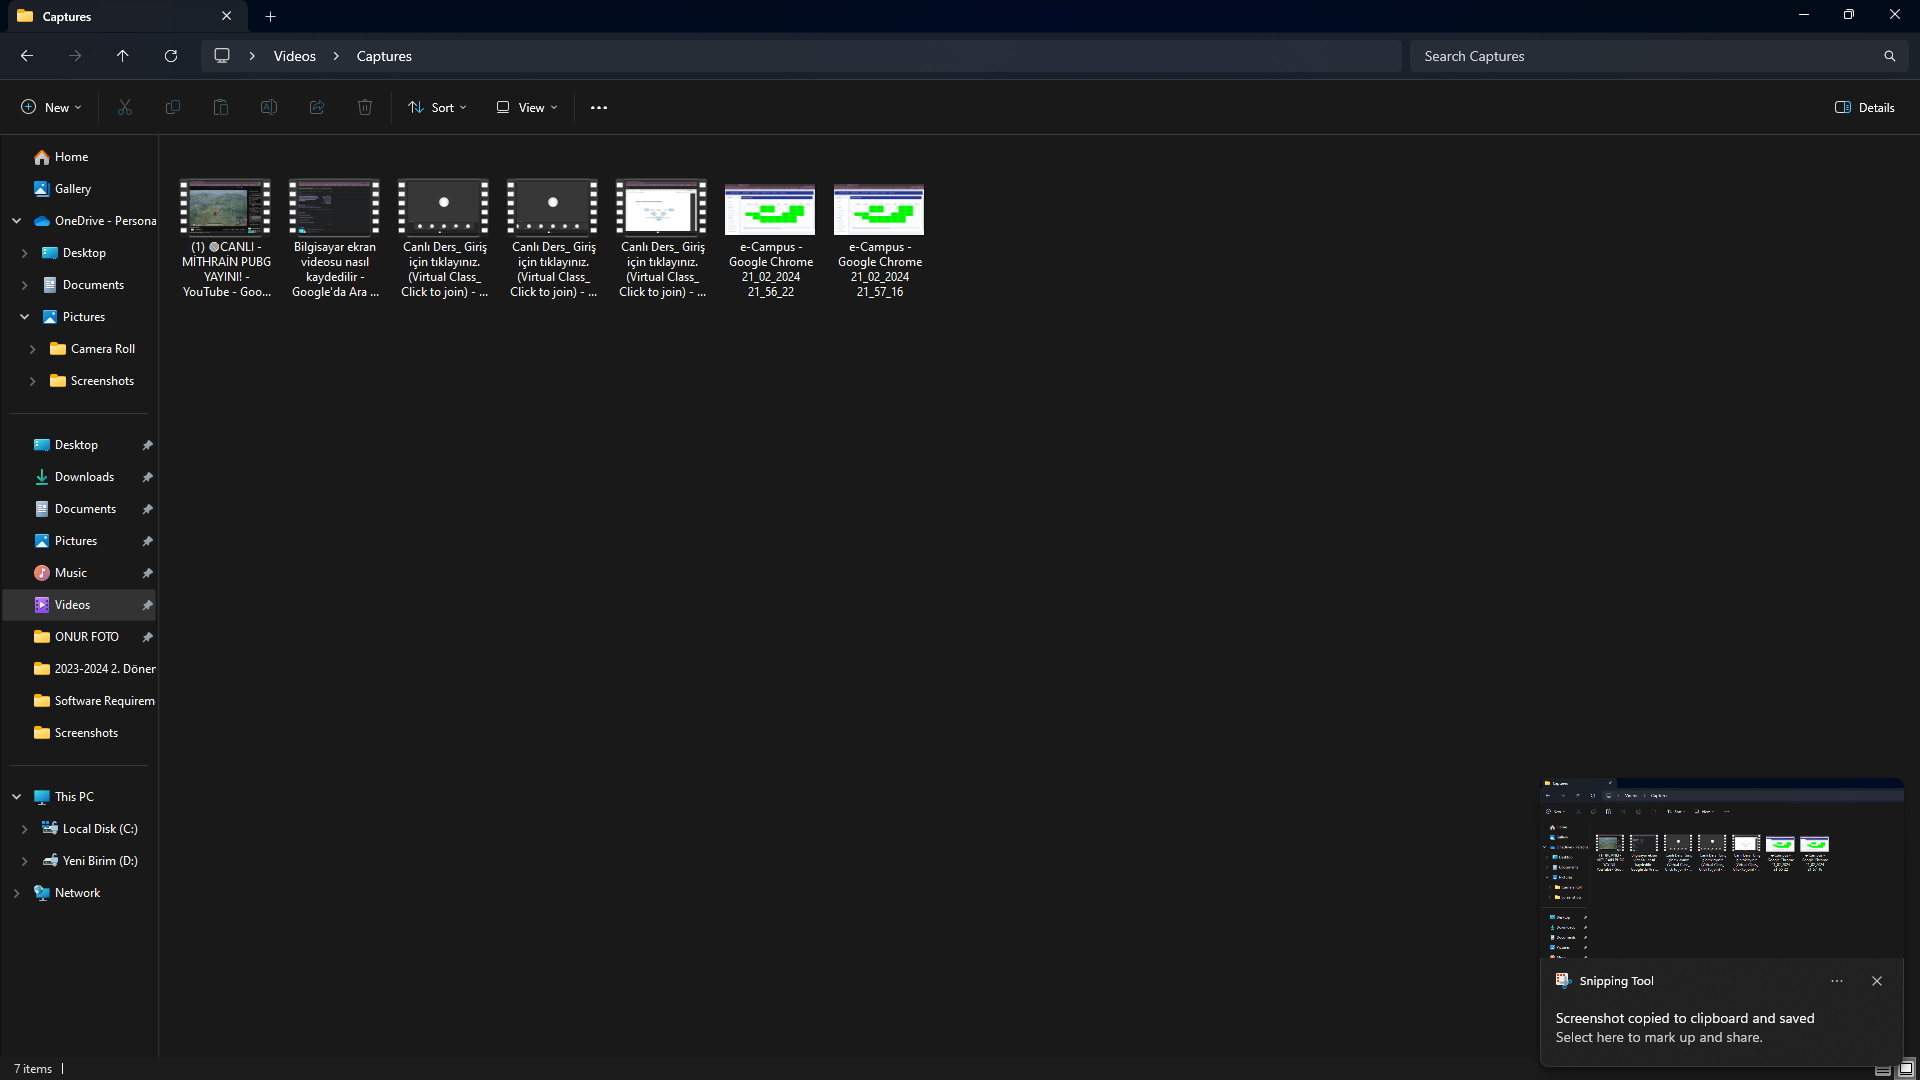 Captures
Videos
Captures
Search Captures
New
Sort
View
Details
Home
Gallery
OneDrive - Persona
Desktop
Documents
Pictures
Camera Roll
Screenshots
Desktop
Downloads
Documents
Pictures
Music
Videos
ONUR FOTO
2023-2024 2. Döner
Software Requirem
Screenshots
This PC
Local Disk (C:)
Yeni Birim (D:)
Network
(1) 🔴CANLI -
MİTHRAİN PUBG
YAYINI! -
YouTube - Goo...
Bilgisayar ekran
videosu nasıl
kaydedilir -
Google'da Ara ...
Canlı Ders_ Giriş
için tıklayınız.
(Virtual Class_
Click to join) - ...
Canlı Ders_ Giriş
için tıklayınız.
(Virtual Class_
Click to join) - ...
Canlı Ders_ Giriş
için tıklayınız.
(Virtual Class_
Click to join) - ...
e-Campus -
Google Chrome
21_02_2024
21_56_22
e-Campus -
Google Chrome
21_02_2024
21_57_16
Snipping Tool
Screenshot copied to clipboard and saved
Select here to mark up and share.
7 items